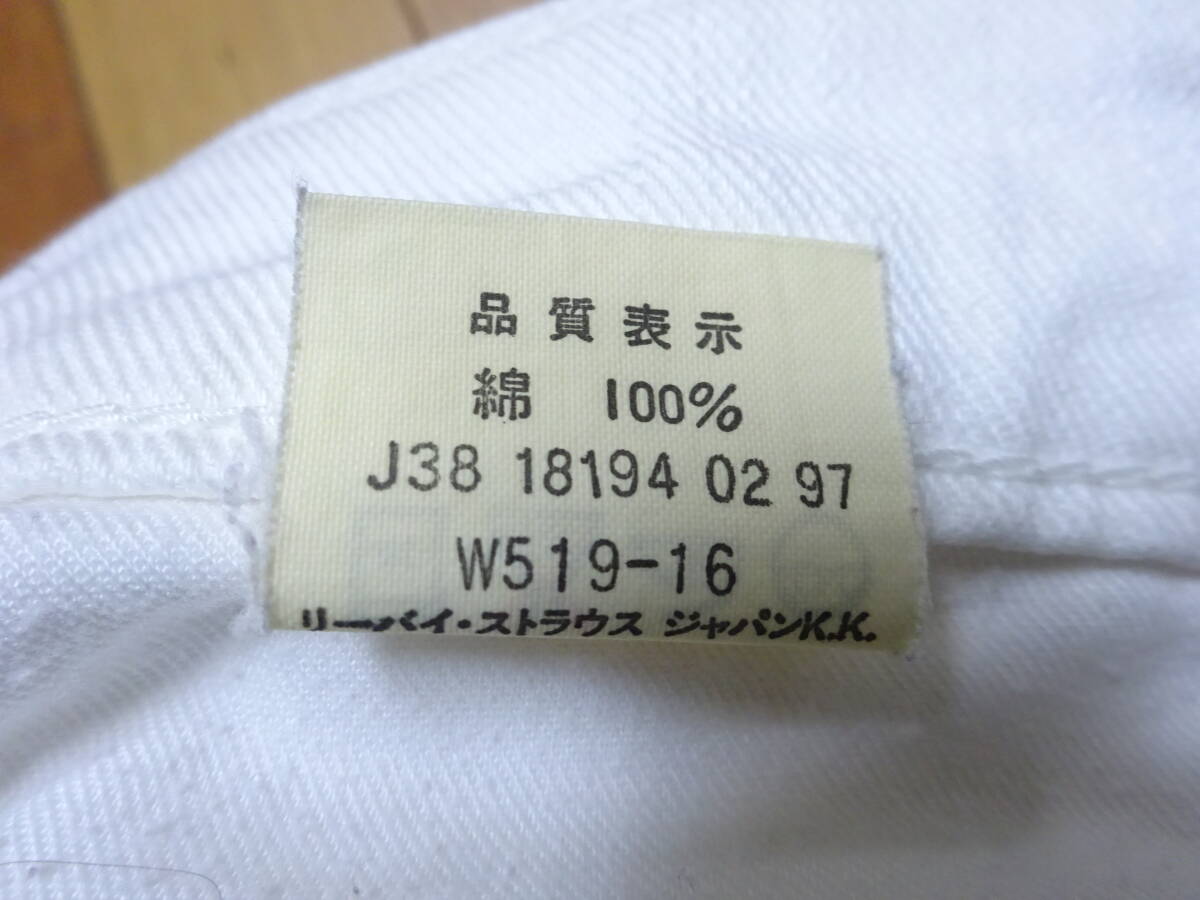 品質表示
綿 100%
J38 18194 02 97
W519-16
リーバイ・ストラウス ジャパンK.K.